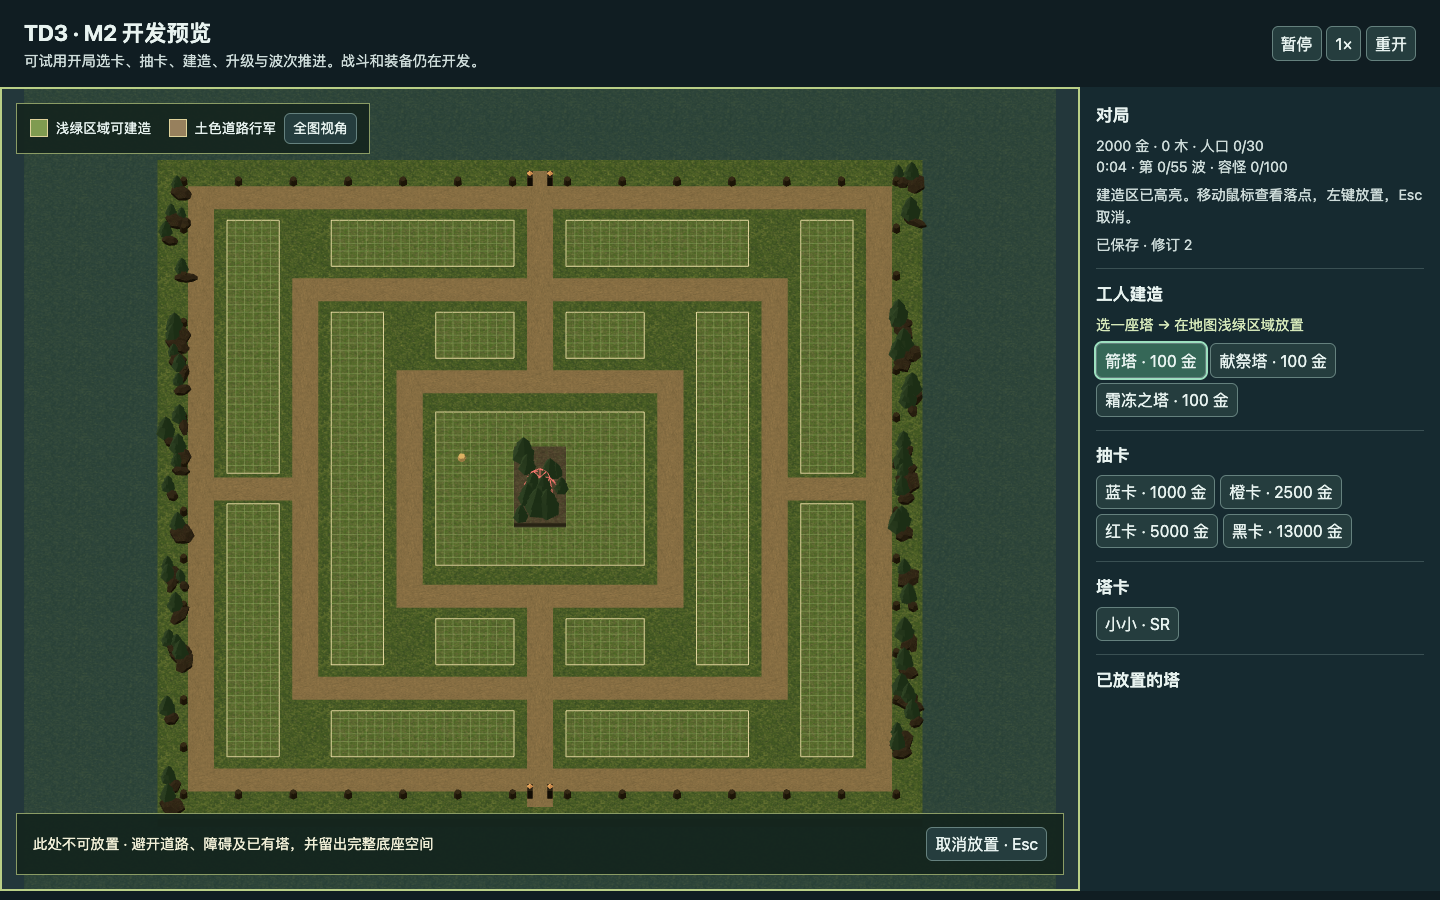 TD3 · M2 开发预览
可试用开局选卡、抽卡、建造、升级与波次推进。战斗和装备仍在开发。
暂停
1×
重开
浅绿区域可建造
土色道路行军
全图视角
此处不可放置 · 避开道路、障碍及已有塔，并留出完整底座空间
取消放置 · Esc
对局
2000 金 · 0 木 · 人口 0/30
0:04 · 第 0/55 波 · 容怪 0/100
建造区已高亮。移动鼠标查看落点，左键放置，Esc
取消。
已保存 · 修订 2
工人建造
选一座塔 → 在地图浅绿区域放置
箭塔 · 100 金
献祭塔 · 100 金
霜冻之塔 · 100 金
抽卡
蓝卡 · 1000 金
橙卡 · 2500 金
红卡 · 5000 金
黑卡 · 13000 金
塔卡
小小 · SR
已放置的塔